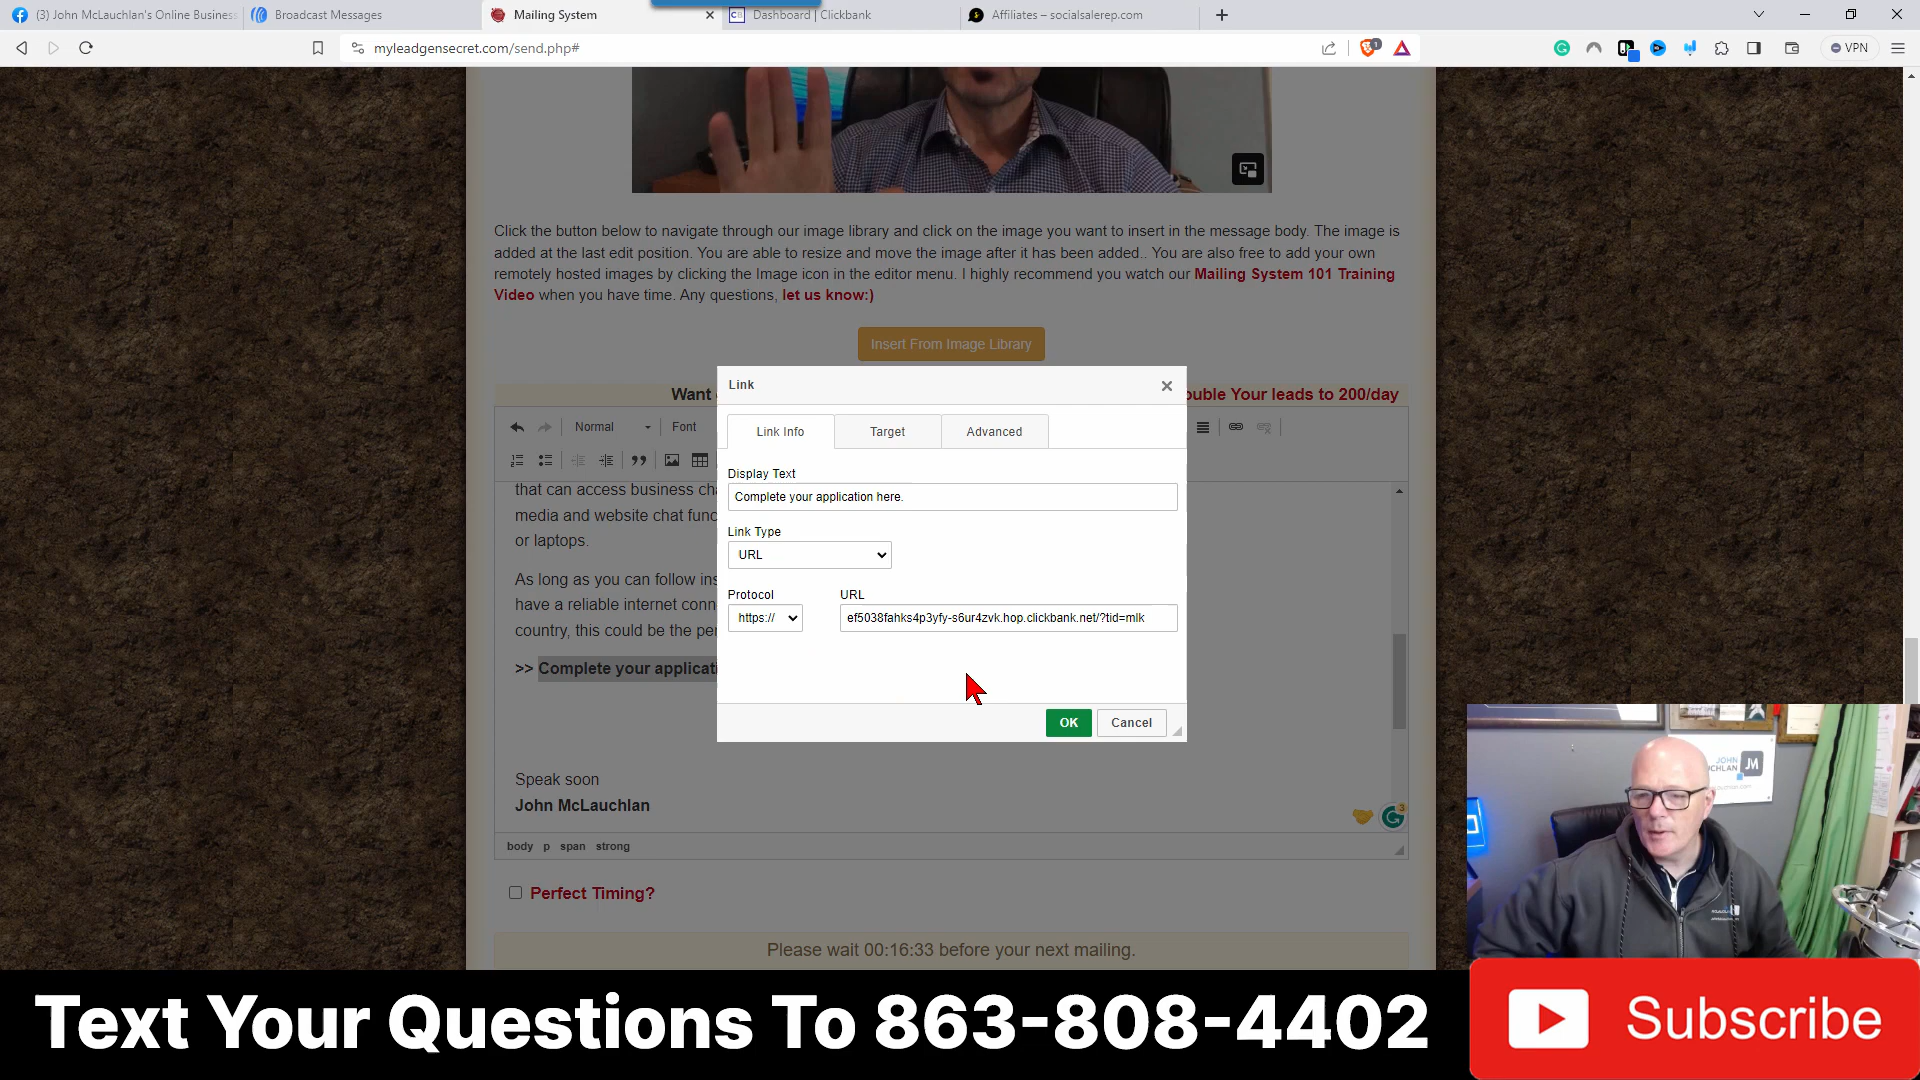 (3) John McLauchlan's Online Business
Broadcast Messages
Mailing System
Dashboard | Clickbank
Affiliates – socialsalerep.com
myleadgensecret.com/send.php#
1
VPN
Click the button below to navigate through our image library and click on the image you want to insert in the message body. The image is
added at the last edit position. You are able to resize and move the image after it has been added.. You are also free to add your own
remotely hosted images by clicking the Image icon in the editor menu. I highly recommend you watch our Mailing System 101 Training
Video when you have time. Any questions, let us know:)
Insert From Image Library
Want
ouble Your leads to 200/day
Normal
Font
Link
Link Info
Target
Advanced
Display Text
Complete your application here.
Link Type
URL
Protocol
URL
https://
ef5038fahks4p3yfy-s6ur4zvk.hop.clickbank.net/?tid=mlk
OK
Cancel
that can access business cha
media and website chat func
or laptops.
As long as you can follow ins
have a reliable internet conn
country, this could be the per
>> Complete your applicati
Speak soon
John McLauchlan
3
body p span strong
Perfect Timing?
Please wait 00:16:33 before your next mailing.
JOHN
JM
Text Your Questions To 863-808-4402
Subscribe